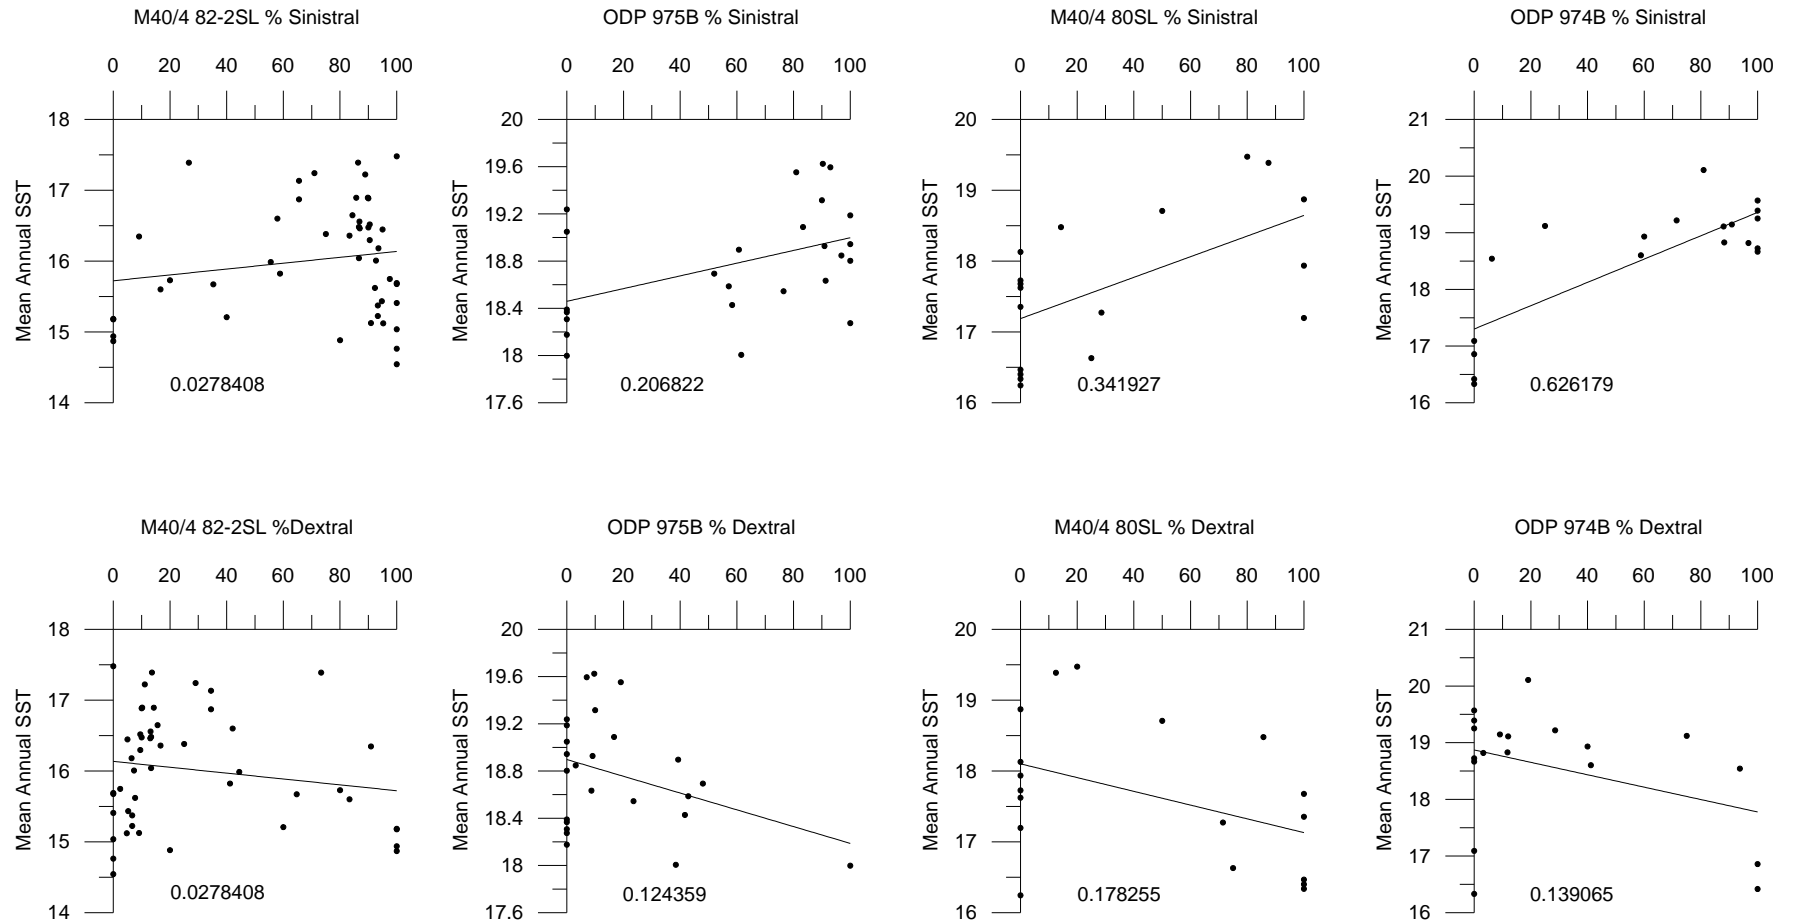 M40/4 82-2SL % Sinistral
0 20 40 60 80 100
18
17
16
15
14
Mean Annual SST
0.0278408
ODP 975B % Sinistral
0 20 40 60 80 100
20
19.6
19.2
18.8
18.4
18
17.6
Mean Annual SST
0.206822
M40/4 80SL % Sinistral
0 20 40 60 80 100
20
19
18
17
16
Mean Annual SST
0.341927
ODP 974B % Sinistral
0 20 40 60 80 100
21
20
19
18
17
16
Mean Annual SST
0.626179
M40/4 82-2SL %Dextral
0 20 40 60 80 100
18
17
16
15
14
Mean Annual SST
0.0278408
ODP 975B % Dextral
0 20 40 60 80 100
20
19.6
19.2
18.8
18.4
18
17.6
Mean Annual SST
0.124359
M40/4 80SL % Dextral
0 20 40 60 80 100
20
19
18
17
16
Mean Annual SST
0.178255
ODP 974B % Dextral
0 20 40 60 80 100
21
20
19
18
17
16
Mean Annual SST
0.139065